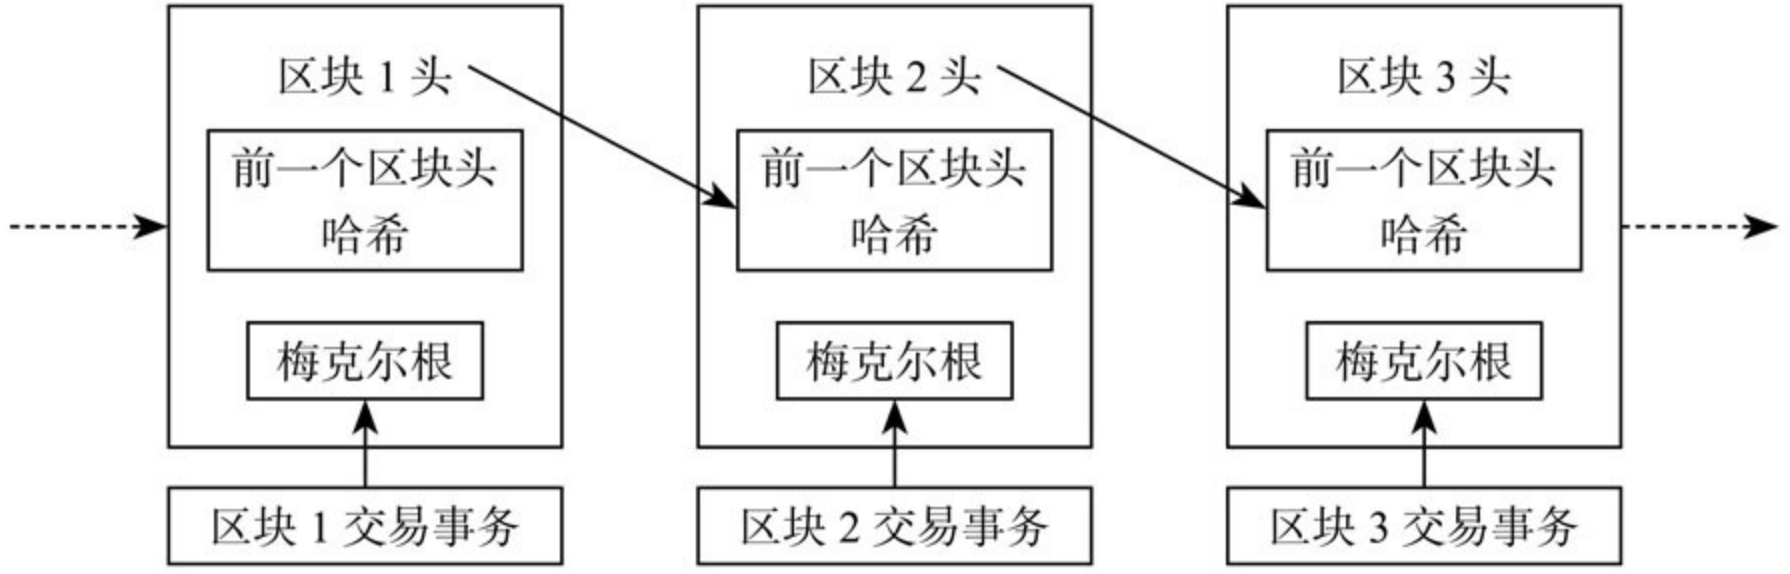 区块 1 头
前一个区块头
哈希
梅克尔根
区块 1 交易事务
区块 2 头
前一个区块头
哈希
梅克尔根
区块 2 交易事务
区块 3 头
前一个区块头
哈希
梅克尔根
区块 3 交易事务